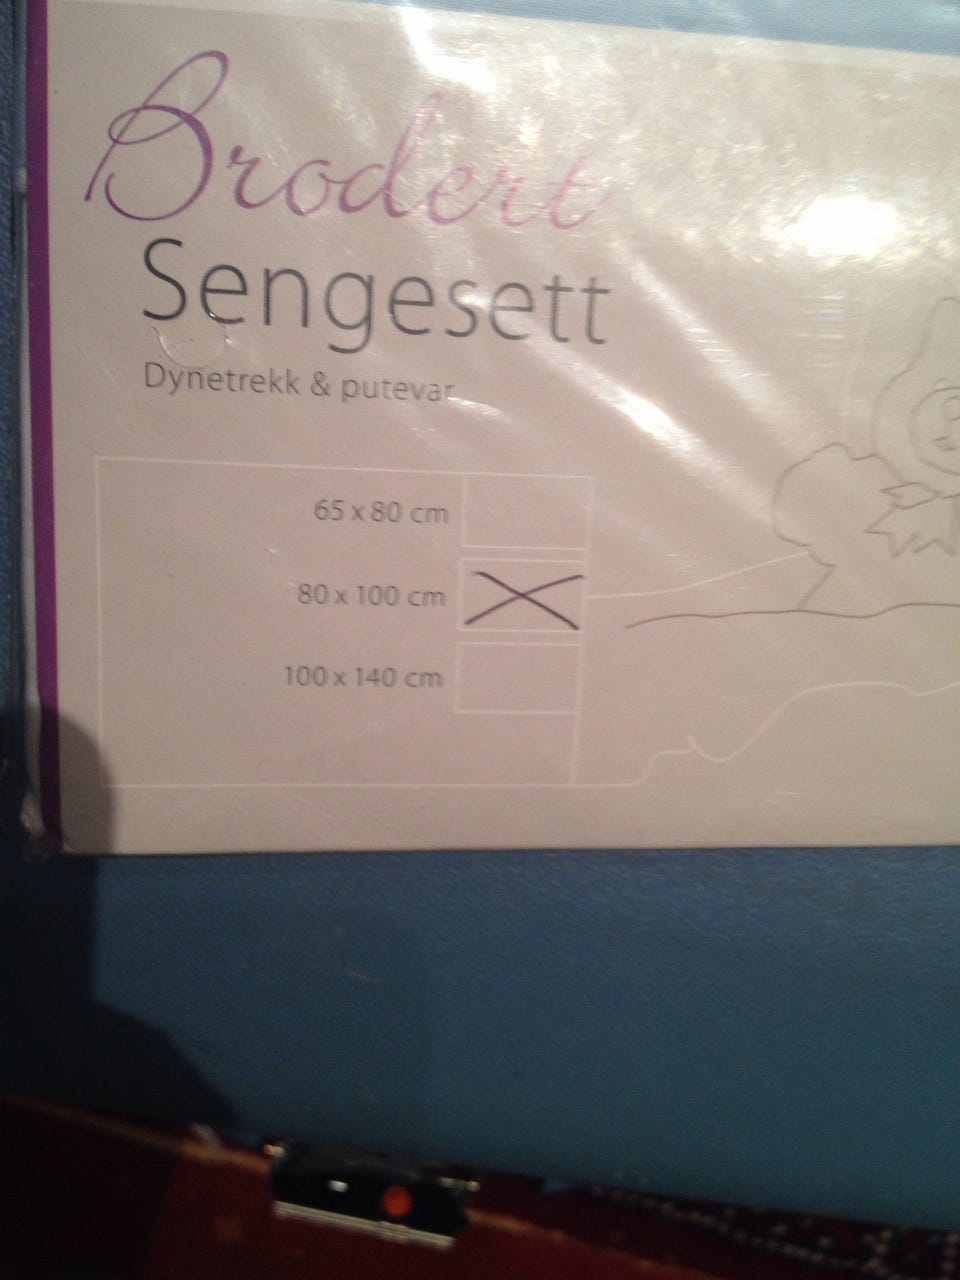 Brodert
Sengesett
Dynetrekk & putevar
65 x 80 cm
80 x 100 cm
100 x 140 cm